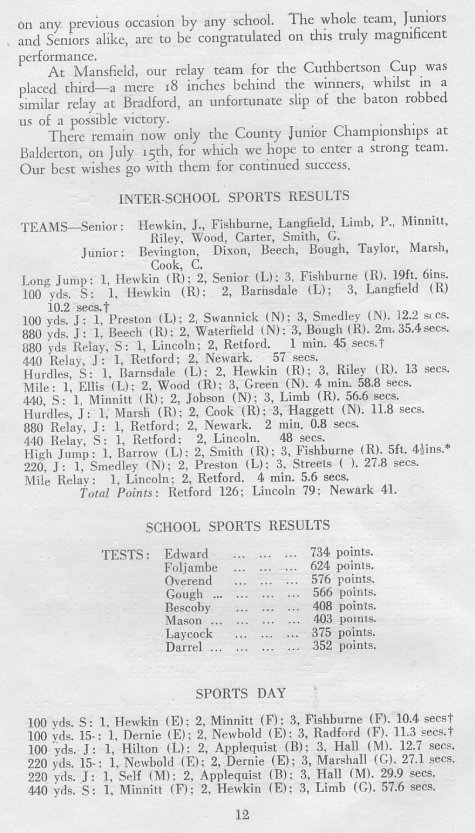 on any previous occasion by any school. The whole team, Juniors
and Seniors alike, are to be congratulated on this truly magnificent
performance.
At Mansfield, our relay team for the Cuthbertson Cup was
placed third—a mere 18 inches behind the winners, whilst in a
similar relay at Bradford, an unfortunate slip of the baton robbed
us of a possible victory.
There remain now only the County Junior Championships at
Balderton, on July 15th, for which we hope to enter a strong team.
Our best wishes go with them for continued success.
INTER-SCHOOL SPORTS RESULTS
TEAMS—Senior: Hewkin, J., Fishburne, Langfield, Limb, P., Minnitt,
Riley, Wood, Carter, Smith, G.
Junior: Bevington, Dixon, Beech, Bough, Taylor, Marsh,
Cook, C.
Long Jump: 1, Hewkin (R); 2, Senior (L); 3, Fishburne (R). 19ft. 6ins.
100 yds. S: 1, Hewkin (R); 2, Barnsdale (L); 3, Langfield (R)
10.2 secs.†
100 yds. J: 1, Preston (L); 2, Swannick (N); 3, Smedley (N). 12.2 secs.
880 yds. J: 1, Beech (R); 2, Waterfield (N); 3, Bough (R). 2m. 35.4 secs.
880 yds Relay, S: 1, Lincoln; 2, Retford. 1 min. 45 secs.†
440 Relay, J: 1, Retford; 2, Newark. 57 secs.
Hurdles, S: 1, Barnsdale (L); 2, Hewkin (R); 3, Riley (R). 13 secs.
Mile: 1, Ellis (L); 2, Wood (R); 3, Green (N). 4 min. 58.8 secs.
440, S: 1, Minnitt (R); 2, Jobson (N); 3, Limb (R). 56.6 secs.
Hurdles, J: 1, Marsh (R); 2, Cook (R); 3, Haggett (N). 11.8 secs.
880 Relay, J: 1, Retford; 2, Newark. 2 min. 0.8 secs.
440 Relay, S: 1, Retford; 2, Lincoln. 48 secs.
High Jump: 1, Barrow (L); 2, Smith (R); 3, Fishburne (R). 5ft. 4½ins.*
220, J: 1, Smedley (N); 2, Preston (L); 3, Streets ( ). 27.8 secs.
Mile Relay: 1, Lincoln; 2, Retford. 4 min. 5.6 secs.
Total Points: Retford 126; Lincoln 79; Newark 41.
SCHOOL SPORTS RESULTS
TESTS: Edward ... ... ... 734 points.
Foljambe ... ... ... 624 points.
Overend ... ... ... 576 points.
Gough ... ... ... ... 566 points.
Bescoby ... ... ... 408 points.
Mason ... ... ... ... 403 points.
Laycock ... ... ... 375 points.
Darrel ... ... ... ... 352 points.
SPORTS DAY
100 yds. S: 1, Hewkin (E); 2, Minnitt (F); 3, Fishburne (F). 10.4 secs†
100 yds. 15-: 1, Dernie (E); 2, Newbold (E); 3, Radford (F). 11.3 secs.†
100 yds. J: 1, Hilton (L); 2, Applequist (B); 3, Hall (M). 12.7 secs.
220 yds. 15-: 1, Newbold (E); 2, Dernie (E); 3, Marshall (G). 27.1 secs.
220 yds. J: 1, Self (M); 2, Applequist (B); 3, Hall (M). 29.9 secs.
440 yds. S: 1, Minnitt (F); 2, Hewkin (E); 3, Limb (G). 57.6 secs.
12